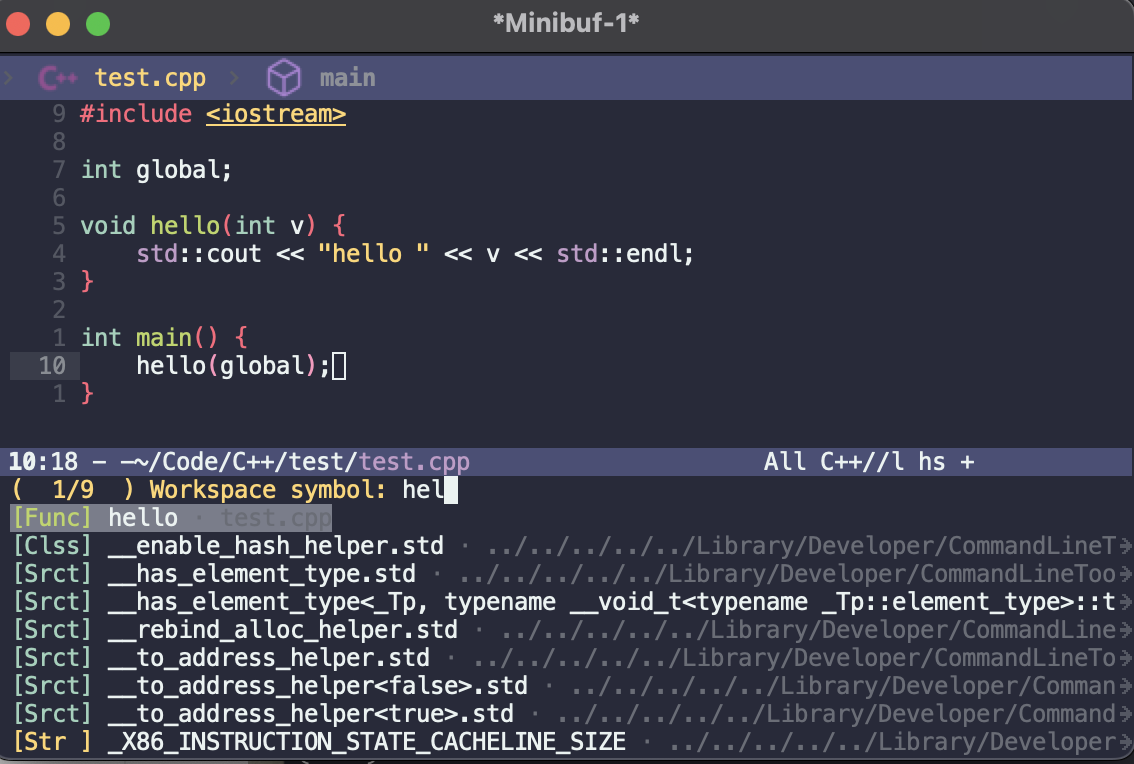 *Minibuf-1*
C++ test.cpp > main
9 #include <iostream>
8
7 int global;
6
5 void hello(int v) {
4 std::cout << "hello " << v << std::endl;
3 }
2
1 int main() {
10 hello(global);
1 }
10:18 - —~/Code/C++/test/test.cpp All C++//l hs +
( 1/9 ) Workspace symbol: hel
[Func] hello · test.cpp
[Clss] __enable_hash_helper.std · ../../../../../Library/Developer/CommandLineT
[Srct] __has_element_type.std · ../../../../../Library/Developer/CommandLineToo
[Srct] __has_element_type<_Tp, typename __void_t<typename _Tp::element_type>::t
[Srct] __rebind_alloc_helper.std · ../../../../../Library/Developer/CommandLine
[Srct] __to_address_helper.std · ../../../../../Library/Developer/CommandLineTo
[Srct] __to_address_helper<false>.std · ../../../../../Library/Developer/Comman
[Srct] __to_address_helper<true>.std · ../../../../../Library/Developer/Command
[Str ] _X86_INSTRUCTION_STATE_CACHELINE_SIZE · ../../../../../Library/Developer